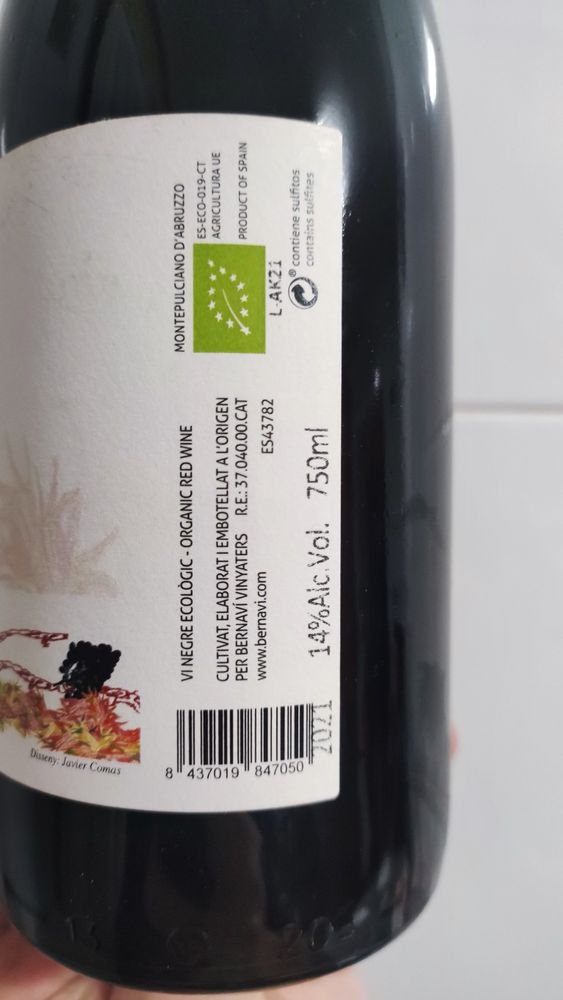 VI NEGRE ECOLÒGIC - ORGANIC RED WINE
MONTEPULCIANO D'ABRUZZO
CULTIVAT, ELABORAT I EMBOTELLAT A L'ORIGEN
PER BERNAVÍ VINYATERS R.E.: 37.040.00.CAT
www.bernavi.com ES43782
ES-ECO-019-CT
AGRICULTURA UE
PRODUCT OF SPAIN
L-AK21
contiene sulfitos
contains sulfites
2021 14%Alc.Vol. 750ml
8 437019 847050
Disseny: Javier Comas